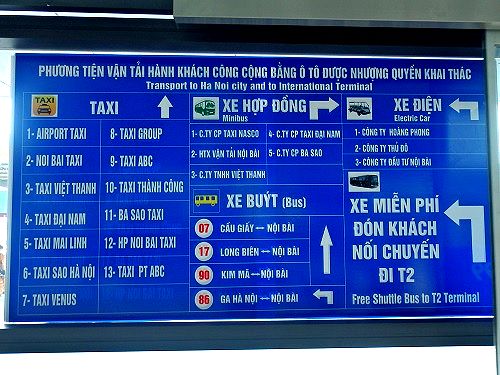 PHƯƠNG TIỆN VẬN TẢI HÀNH KHÁCH CÔNG CỘNG BẰNG Ô TÔ ĐƯỢC NHƯỢNG QUYỀN KHAI THÁC
Transport to Ha Noi city and to International Terminal
TAXI
TAXI
1- AIRPORT TAXI
2- NOI BAI TAXI
3- TAXI VIỆT THANH
4- TAXI ĐẠI NAM
5- TAXI MAI LINH
6- TAXI SAO HÀ NỘI
7- TAXI VENUS
8- TAXI GROUP
9- TAXI ABC
10- TAXI THÀNH CÔNG
11- BA SAO TAXI
12- HP NOI BAI TAXI
13- TAXI PT ABC
XE HỢP ĐỒNG
Minibus
1- C.TY CP TAXI NASCO
2- HTX VẬN TẢI NỘI BÀI
3- C.TY TNHH VIỆT THANH
4- C.TY CP TAXI ĐẠI NAM
5- C.TY CP BA SAO
XE BUÝT (Bus)
07 CẦU GIẤY ↔ NỘI BÀI
17 LONG BIÊN ↔ NỘI BÀI
90 KIM MÃ ↔ NỘI BÀI
86 GA HÀ NỘI ↔ NỘI BÀI
XE ĐIỆN
Electric Car
1- CÔNG TY HOÀNG PHONG
2- CÔNG TY THỦ ĐÔ
3- CÔNG TY ĐẦU TƯ NỘI BÀI
XE MIỄN PHÍ
ĐÓN KHÁCH
NỐI CHUYẾN
ĐI T2
Free Shuttle Bus to T2 Terminal